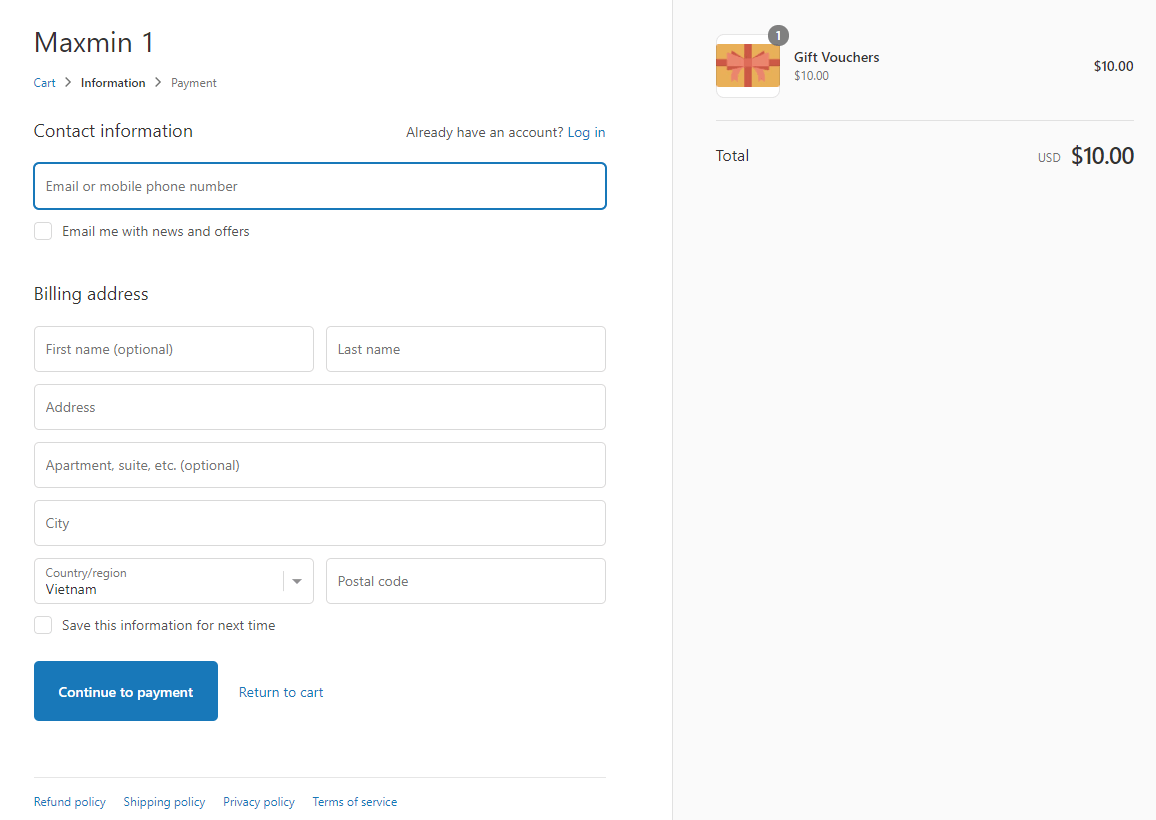 Maxmin 1
Cart > Information > Payment
Contact information
Already have an account? Log in
Email or mobile phone number
Email me with news and offers
Billing address
First name (optional)
Last name
Address
Apartment, suite, etc. (optional)
City
Country/region
Vietnam
Postal code
Save this information for next time
Continue to payment
Return to cart
Refund policy
Shipping policy
Privacy policy
Terms of service
1
Gift Vouchers
$10.00
$10.00
Total
USD $10.00